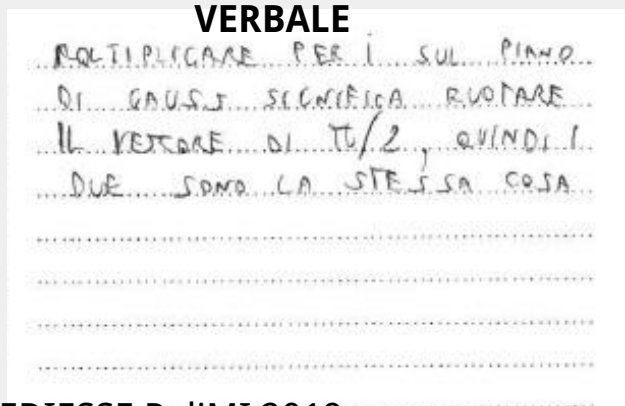 VERBALE
MOLTIPLICARE PER i SUL PIANO
DI GAUSS SIGNIFICA RUOTARE
IL VETTORE DI π/2, QUINDI I
DUE SONO LA STESSA COSA